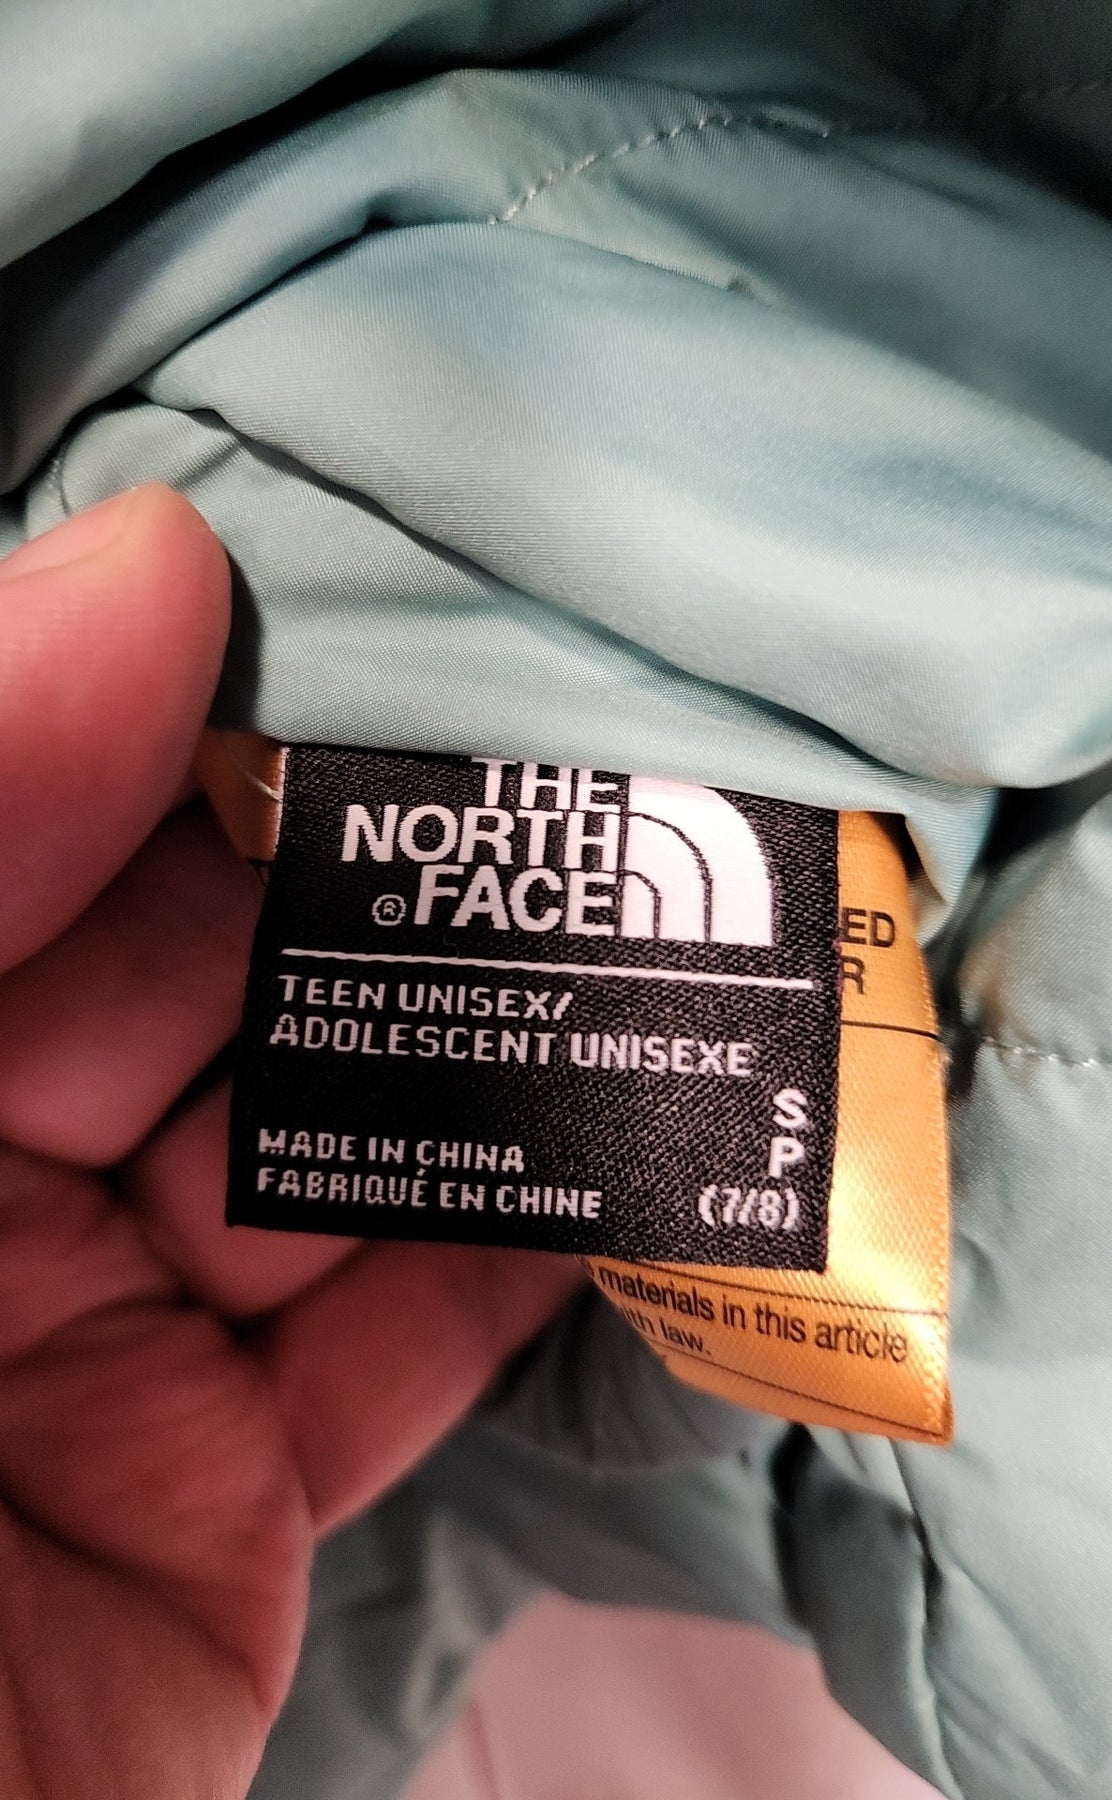 THE
NORTH
® FACE
TEEN UNISEX/
ADOLESCENT UNISEXE
S
P
MADE IN CHINA
FABRIQUÉ EN CHINE
(7/8)
ED
R
materials in this article
with law.